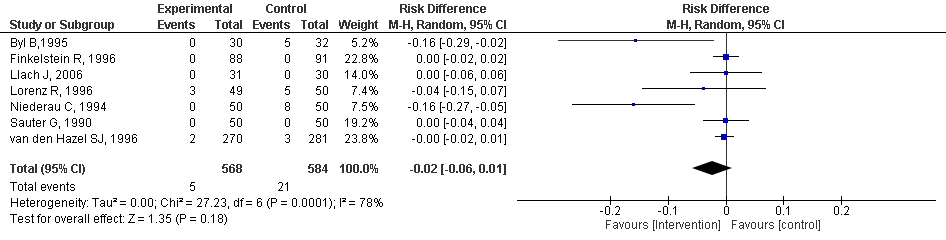 Experimental Control Risk Difference Risk Difference
Study or Subgroup Events Total Events Total Weight M-H, Random, 95% CI M-H, Random, 95% CI
Byl B,1995 0 30 5 32 5.2% -0.16 [-0.29, -0.02]
Finkelstein R, 1996 0 88 0 91 22.8% 0.00 [-0.02, 0.02]
Llach J, 2006 0 31 0 30 14.1% 0.00 [-0.06, 0.06]
Lorenz R, 1996 3 49 5 50 7.4% -0.04 [-0.15, 0.07]
Niederau C, 1994 0 50 8 50 7.5% -0.16 [-0.27, -0.05]
Sauter G, 1990 0 50 0 50 19.2% 0.00 [-0.04, 0.04]
van den Hazel SJ, 1996 2 270 3 281 23.8% -0.00 [-0.02, 0.01]
Total (95% CI) 568 584 100.0% -0.02 [-0.06, 0.01]
Total events 5 21
Heterogeneity: Tau² = 0.00; Chi² = 27.23, df = 6 (P = 0.0001); I² = 78%
Test for overall effect: Z = 1.35 (P = 0.18)
-0.2 -0.1 0 0.1 0.2
Favours [Intervention] Favours [control]